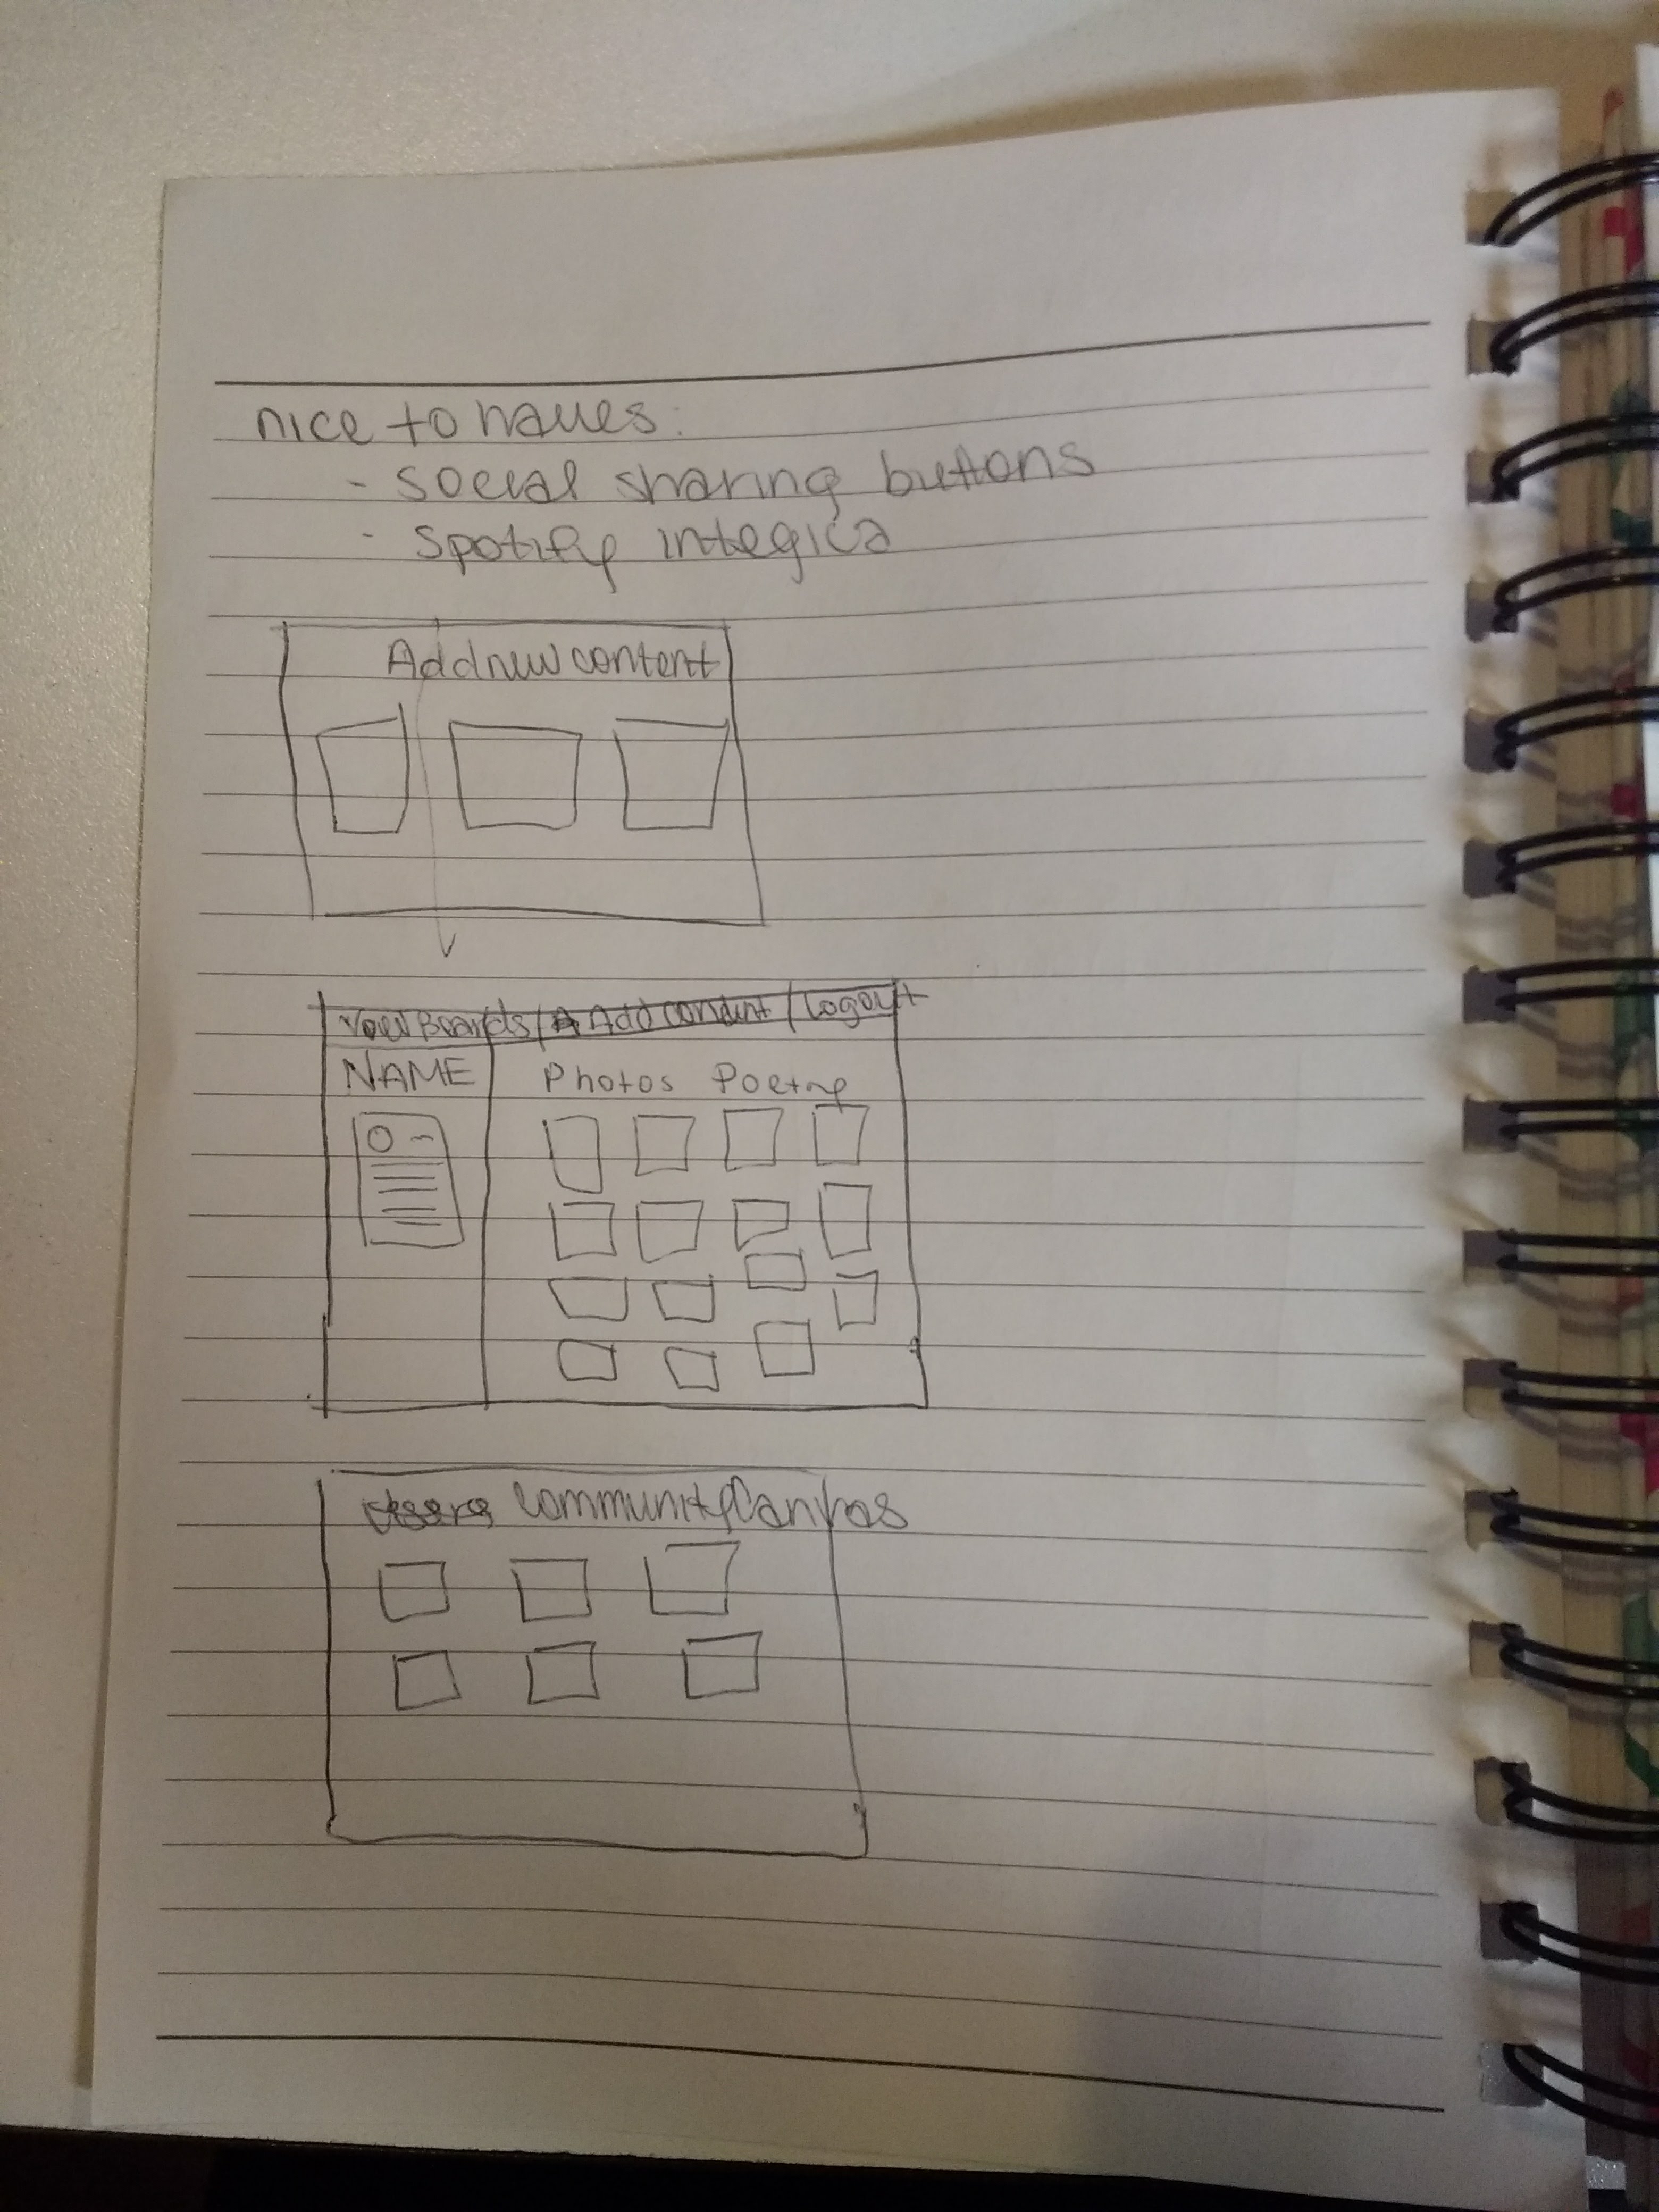 nice to haves:
- social sharing buttons
- Spotify integ
Add new content
View Boards / Add content / Logout
NAME
Photos Poetry
Users Community Canvas